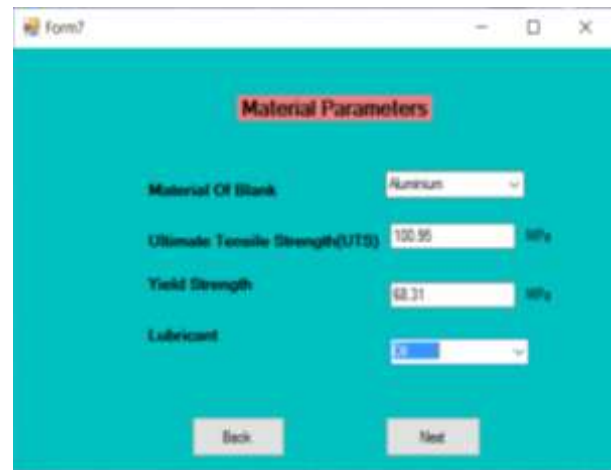 Form7
Material Parameters
Material Of Blank Aluminium
Ultimate Tensile Strength(UTS) 100.95 MPa
Yield Strength 68.31 MPa
Lubricant Oil
Back Next